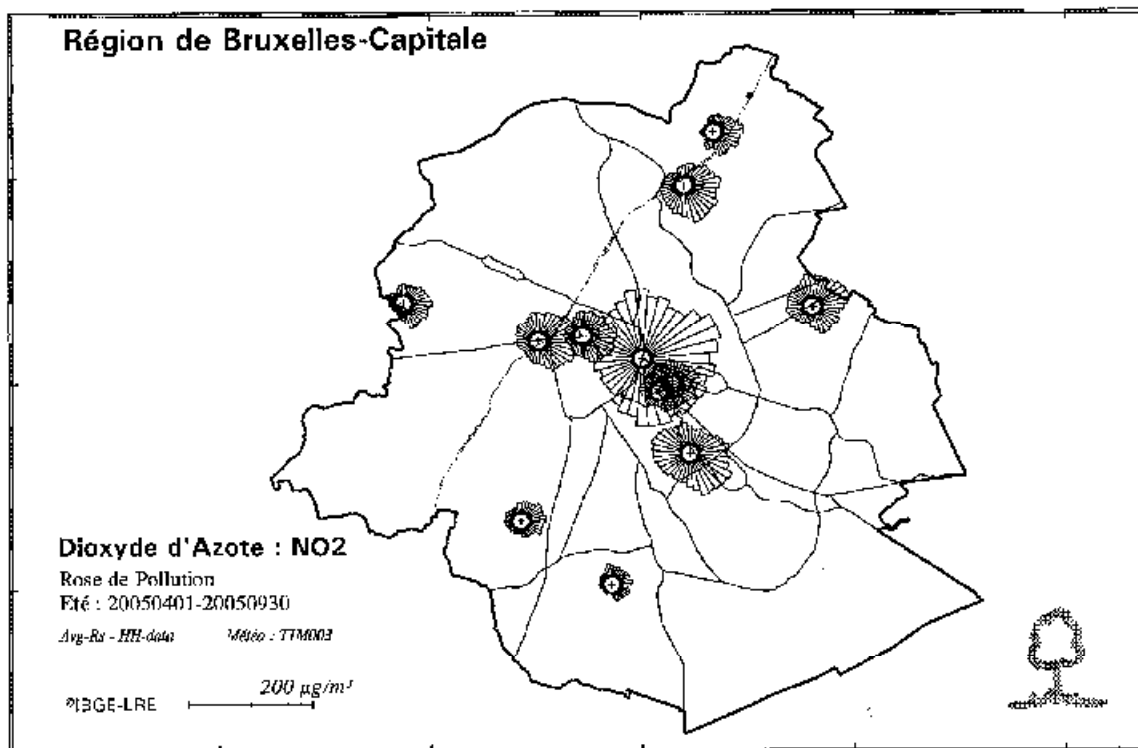 Région de Bruxelles-Capitale
Dioxyde d'Azote : NO2
Rose de Pollution
Eté : 20050401-20050930
Avg-Rs - HH-data Météo : TIM003
©IBGE-LRE 200 µg/m³